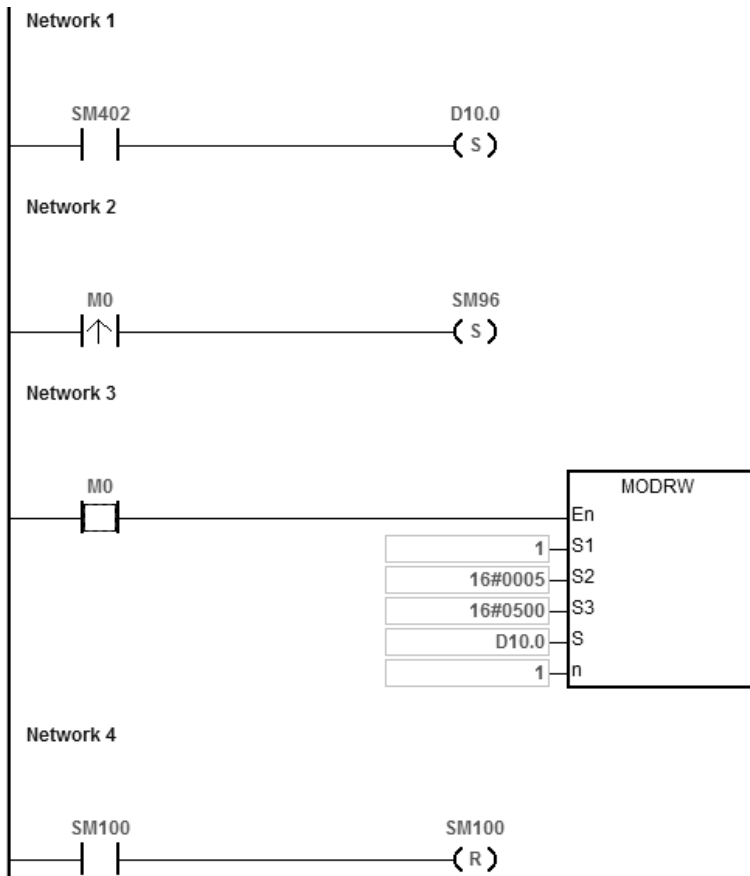 Network 1
SM402 D10.0
S
Network 2
M0 SM96
S
Network 3
M0
MODRW
En
1 S1
16#0005 S2
16#0500 S3
D10.0 S
1 n
Network 4
SM100 SM100
R